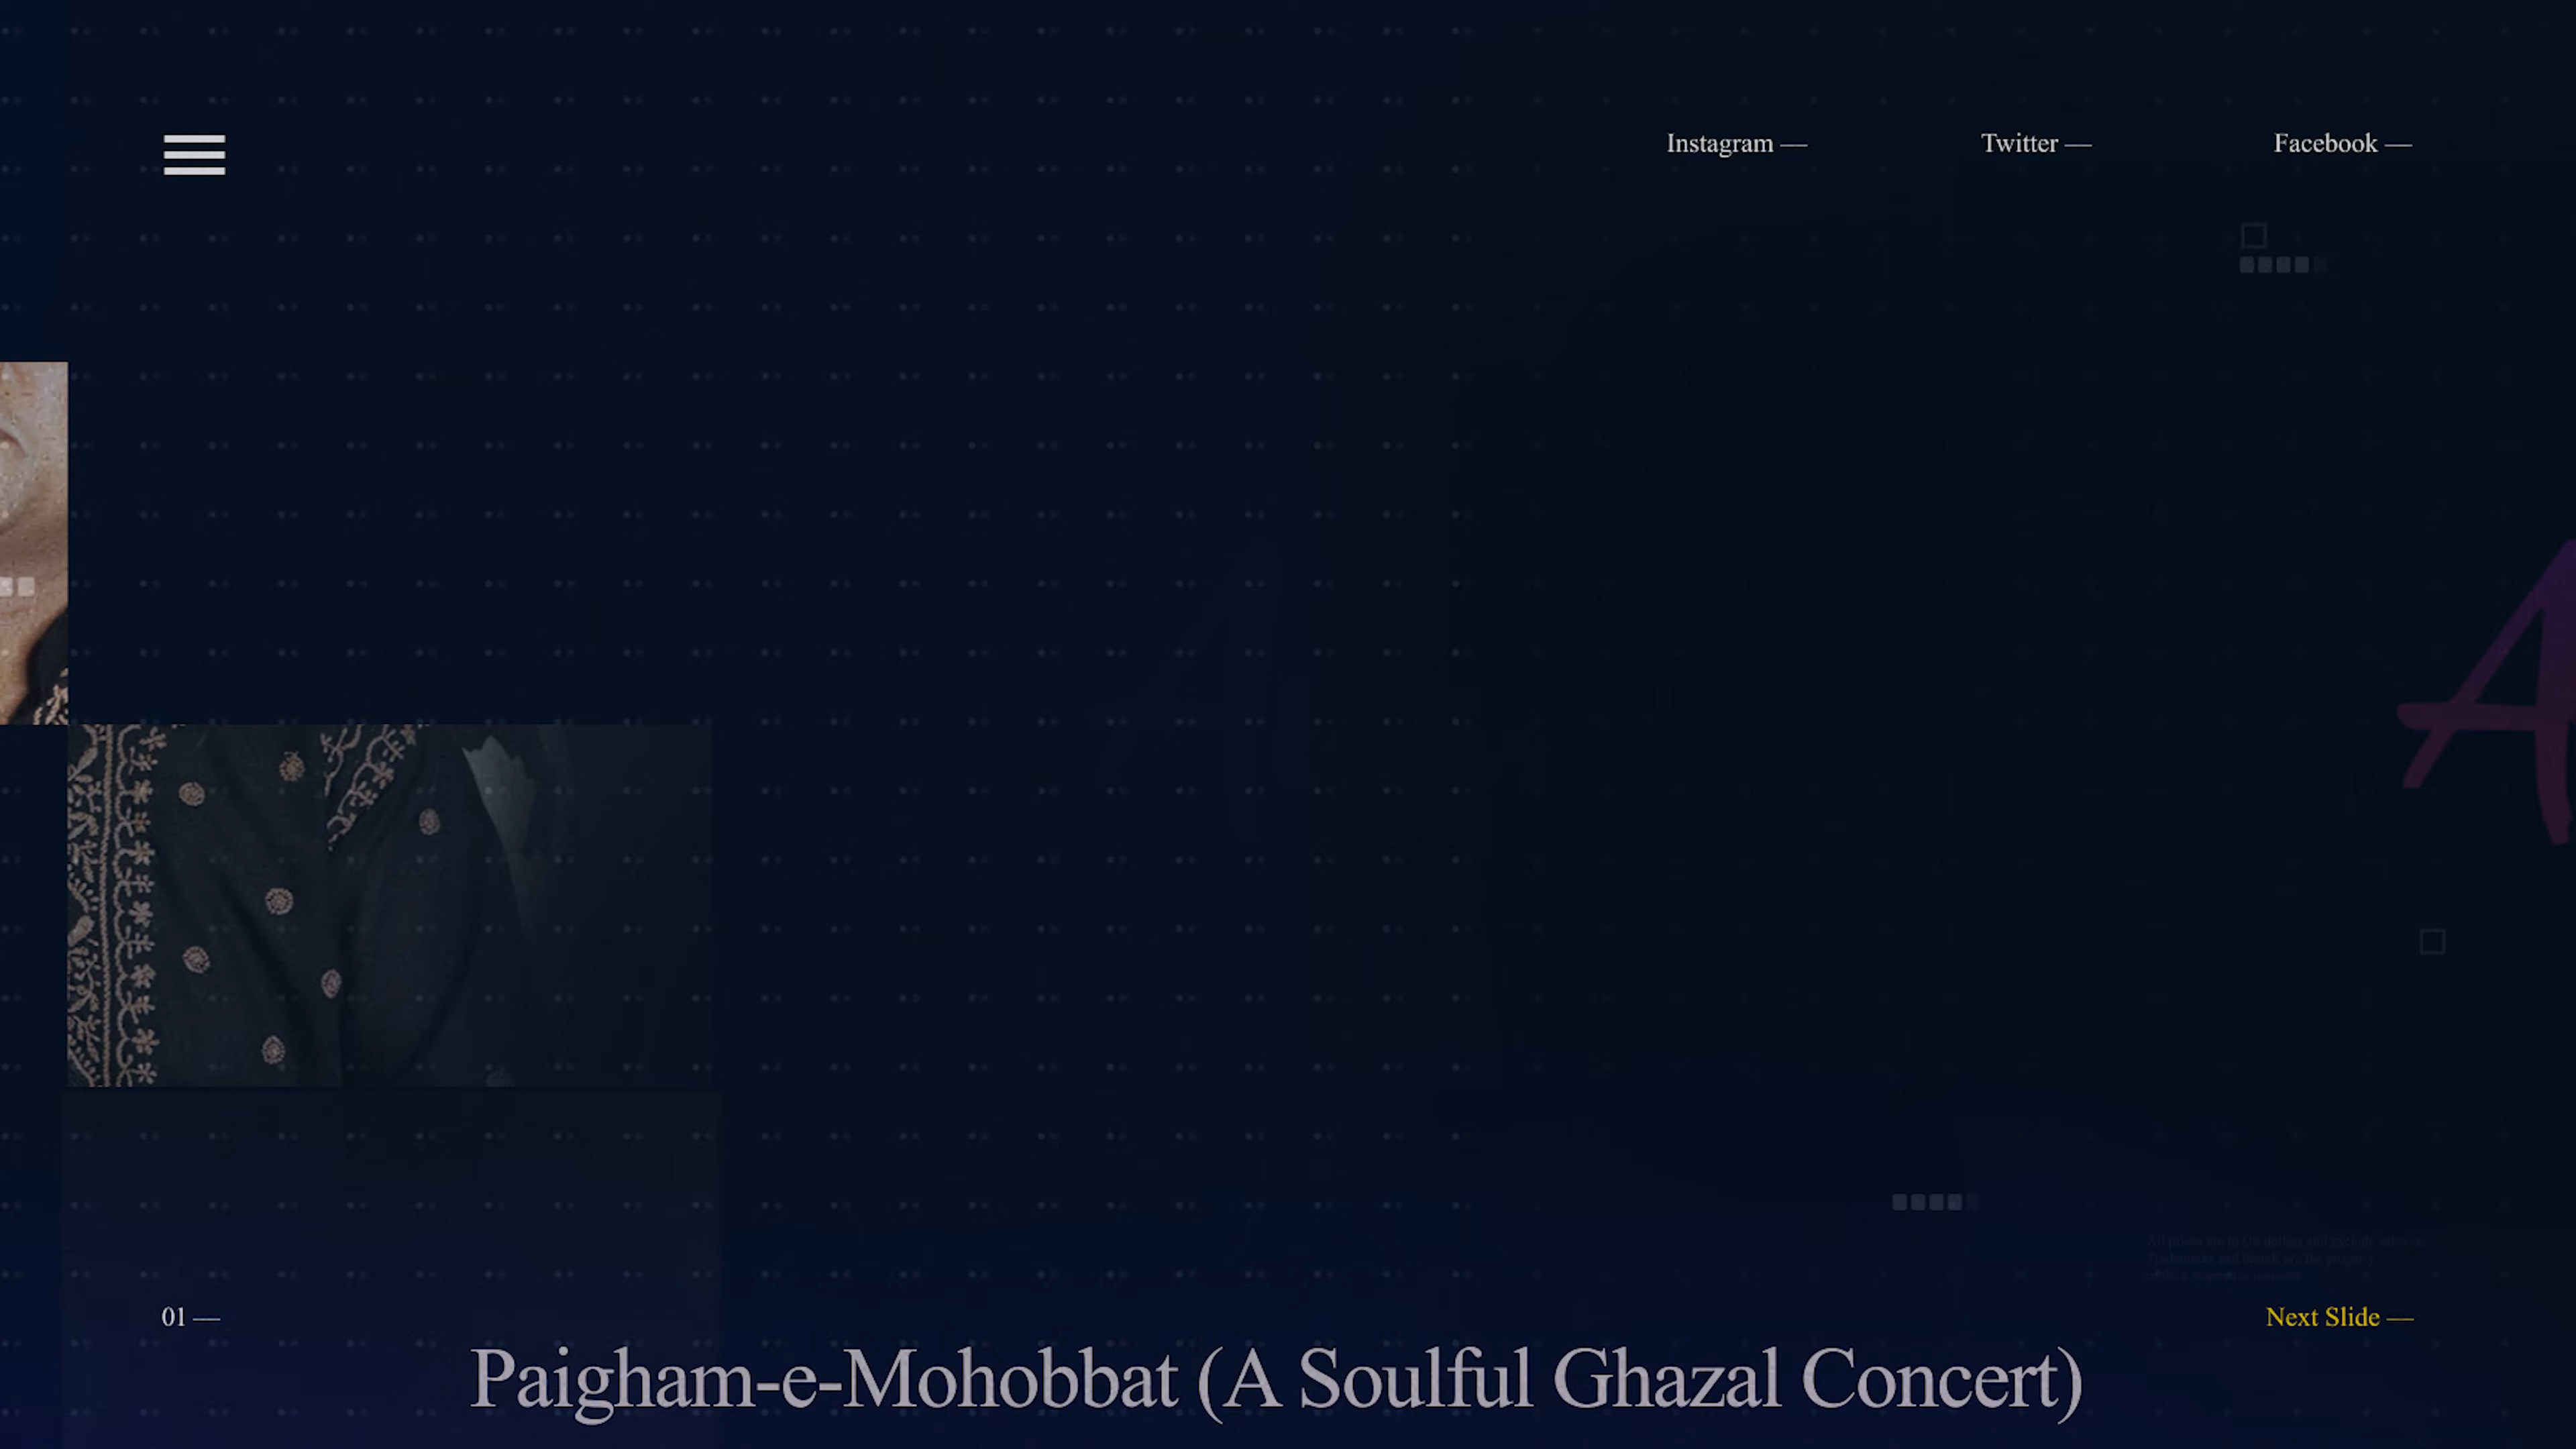 Instagram — Twitter — Facebook —
A
01 —
Next Slide —
Paigham-e-Mohobbat (A Soulful Ghazal Concert)